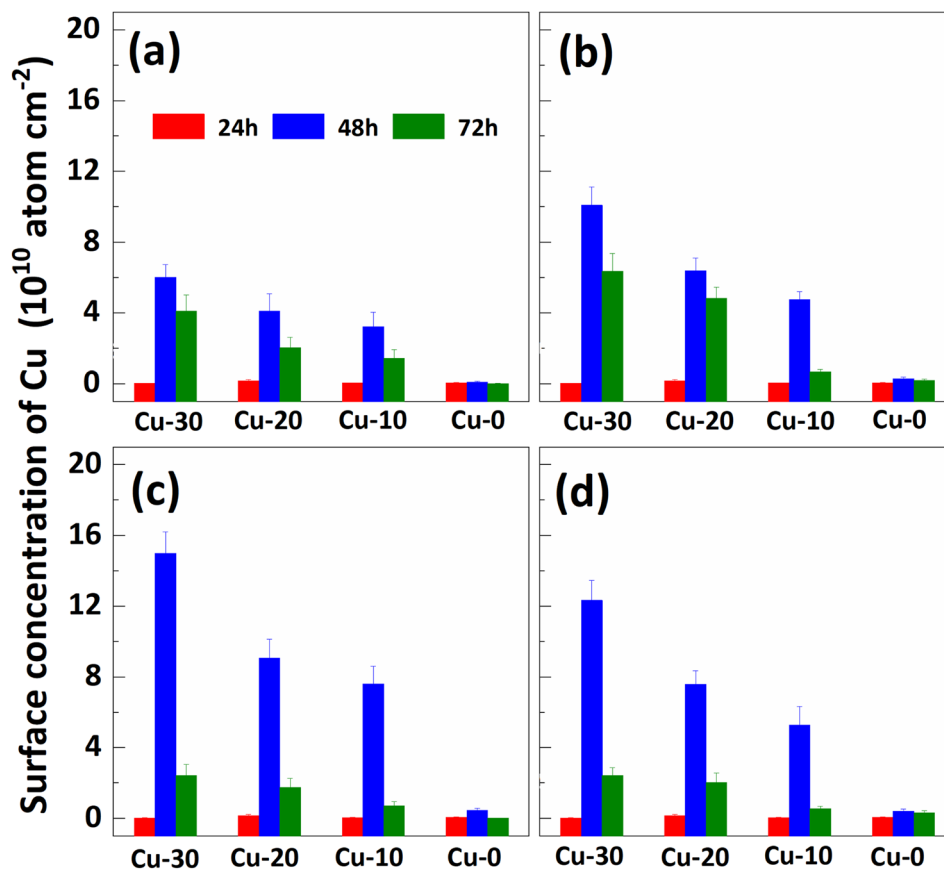 Surface concentration of Cu (10¹⁰ atom cm⁻²)
(a)
24h 48h 72h
20
16
12
8
4
0
Cu-30 Cu-20 Cu-10 Cu-0
(b)
Cu-30 Cu-20 Cu-10 Cu-0
(c)
20
16
12
8
4
0
Cu-30 Cu-20 Cu-10 Cu-0
(d)
Cu-30 Cu-20 Cu-10 Cu-0